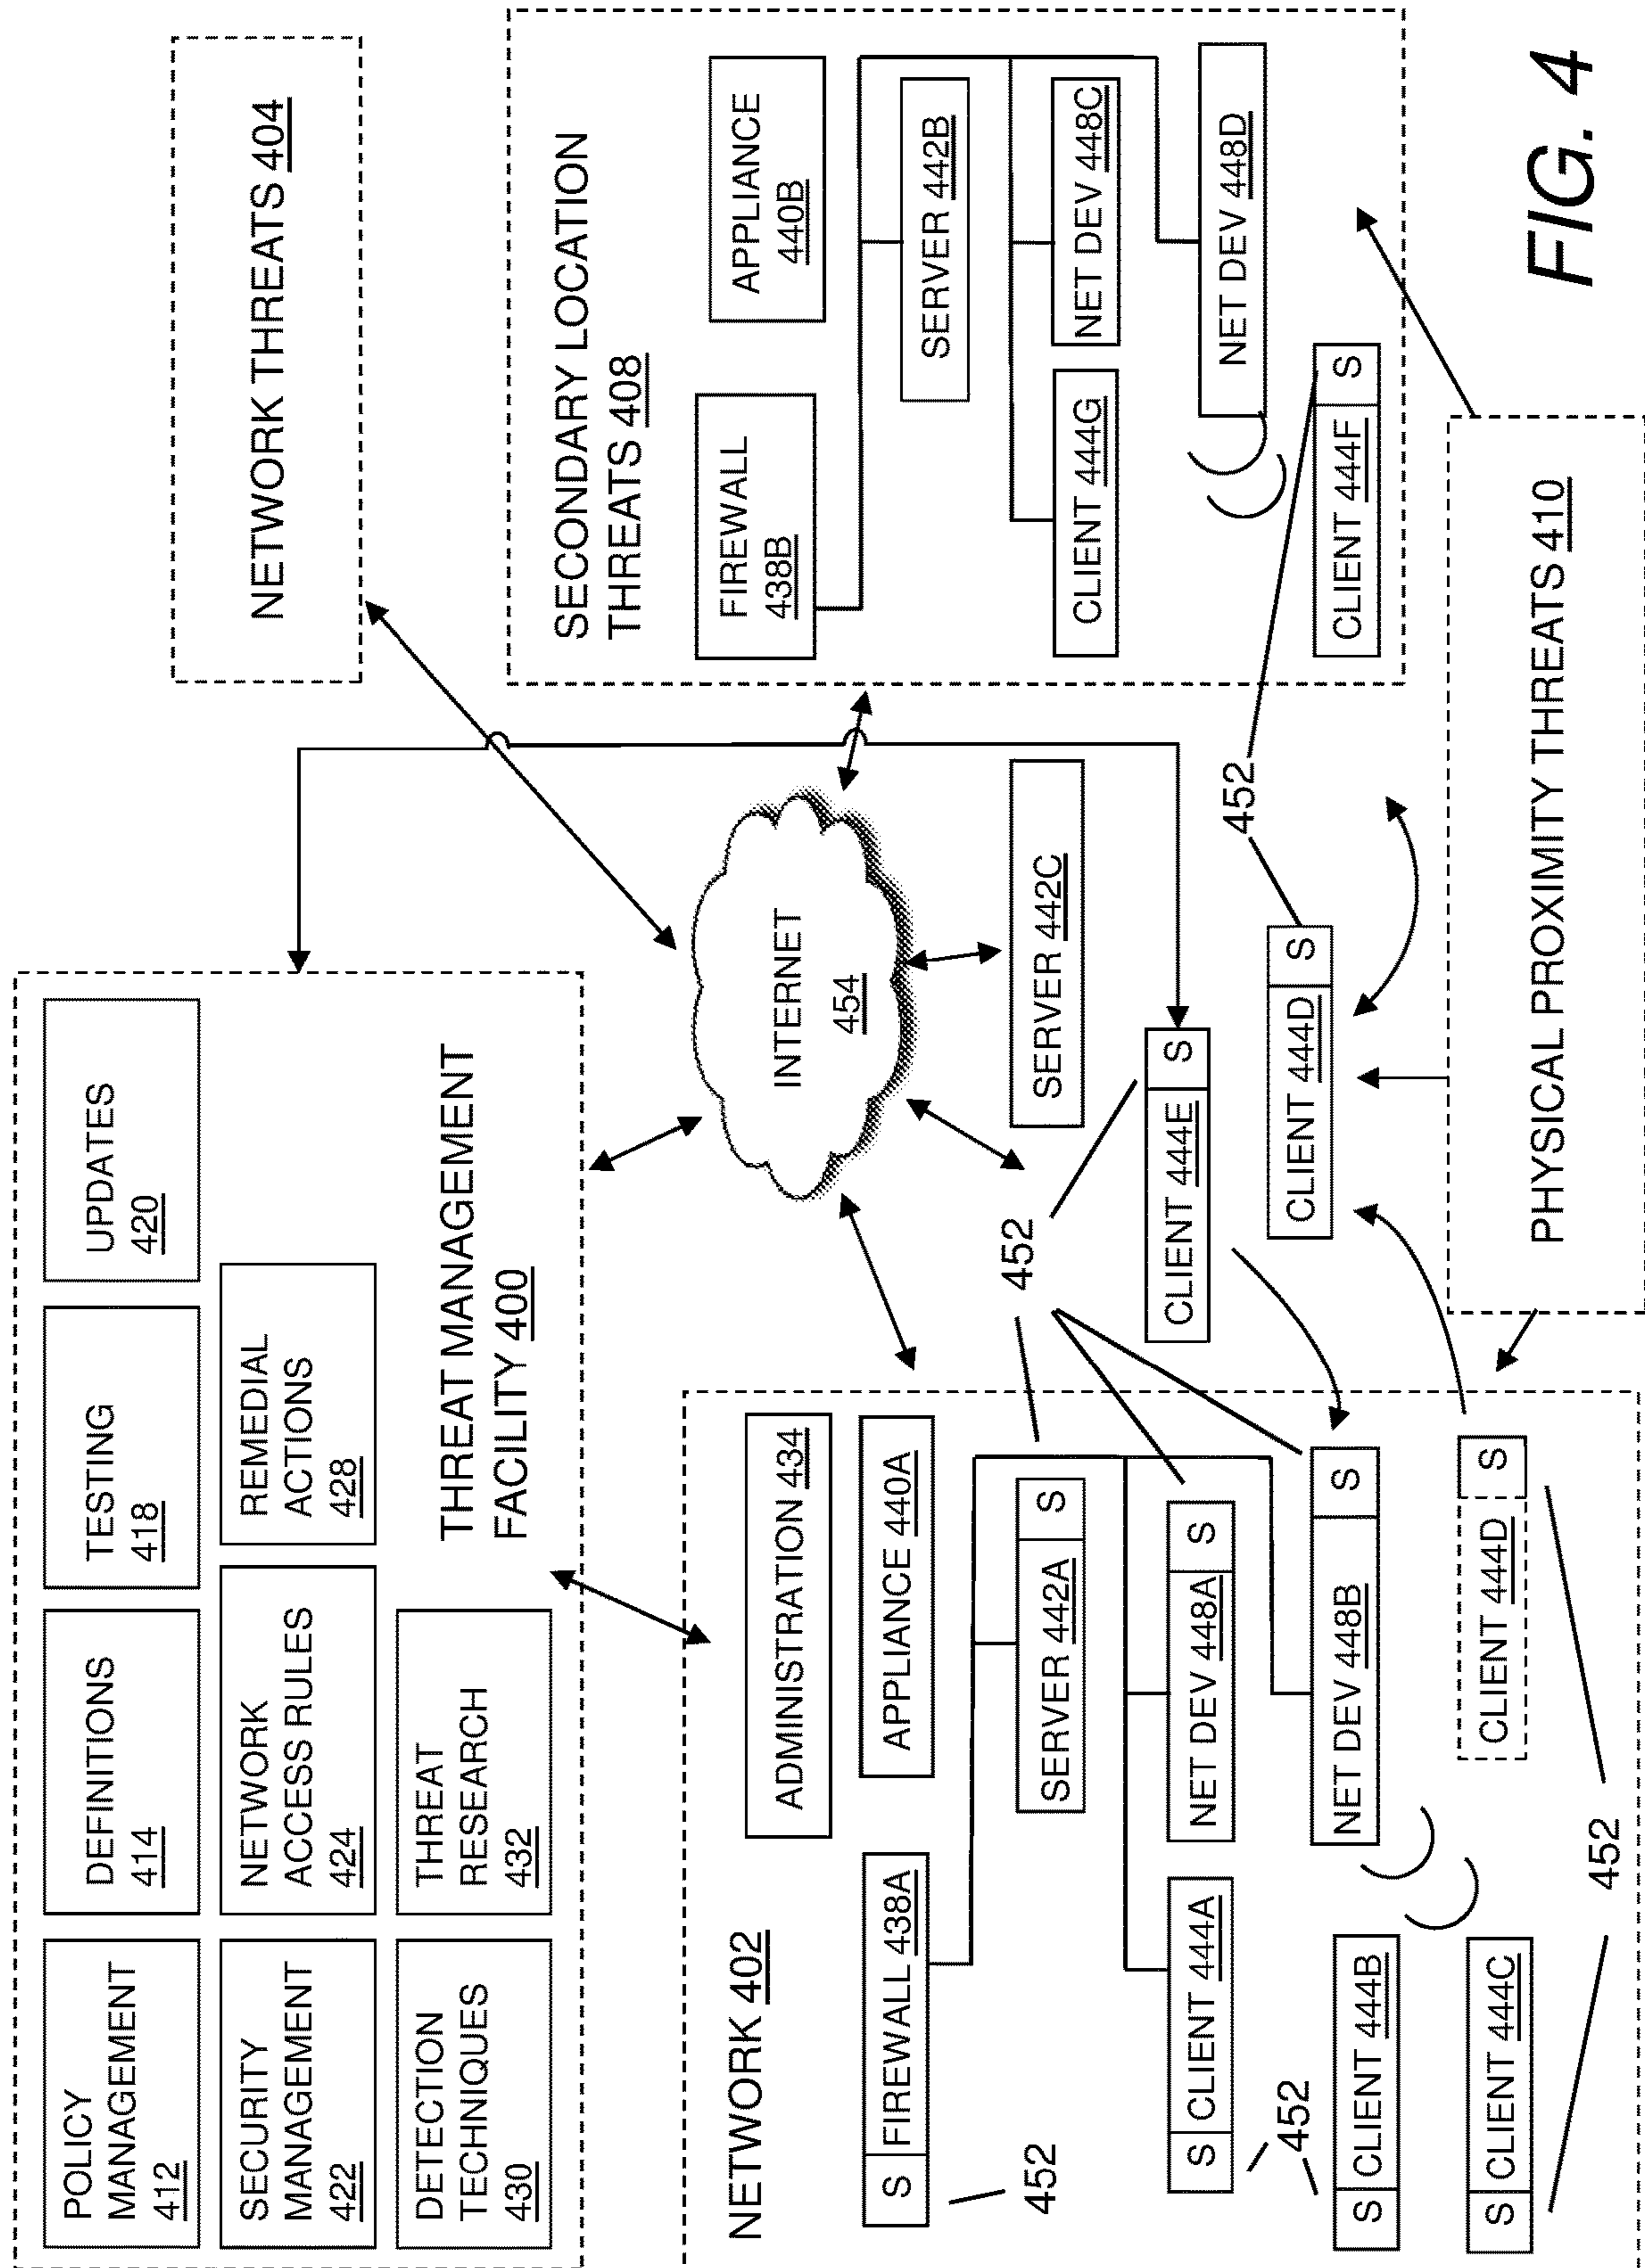 POLICY
MANAGEMENT
412
DEFINITIONS
414
TESTING
418
UPDATES
420
SECURITY
MANAGEMENT
422
NETWORK
ACCESS RULES
424
REMEDIAL
ACTIONS
428
DETECTION
TECHNIQUES
430
THREAT
RESEARCH
432
THREAT MANAGEMENT
FACILITY 400
NETWORK THREATS 404
NETWORK 402
ADMINISTRATION 434
S FIREWALL 438A
APPLIANCE 440A
452
SERVER 442A S
S CLIENT 444A
NET DEV 448A S
452
S CLIENT 444B
NET DEV 448B S
S CLIENT 444C
CLIENT 444D S
452
INTERNET
454
SERVER 442C
452
CLIENT 444E S
452
CLIENT 444D S
SECONDARY LOCATION
THREATS 408
FIREWALL
438B
APPLIANCE
440B
SERVER 442B
CLIENT 444G
NET DEV 448C
NET DEV 448D
CLIENT 444F S
PHYSICAL PROXIMITY THREATS 410
FIG. 4